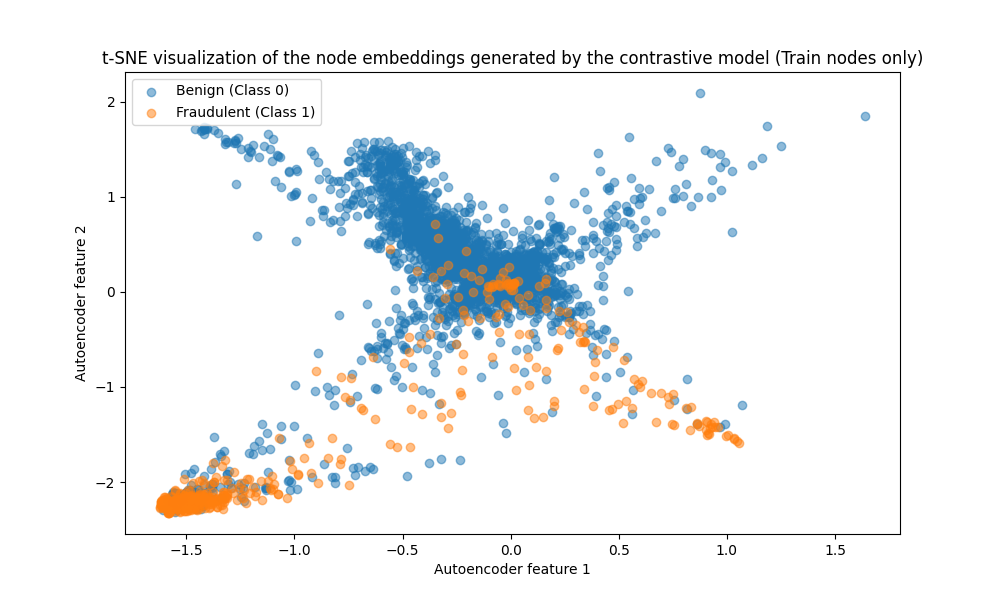 t-SNE visualization of the node embeddings generated by the contrastive model (Train nodes only)
Benign (Class 0)
Fraudulent (Class 1)
Autoencoder feature 2
2
1
0
−1
−2
−1.5
−1.0
−0.5
0.0
0.5
1.0
1.5
Autoencoder feature 1